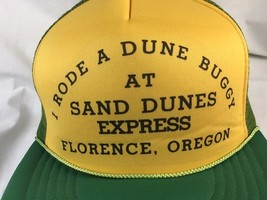 I RODE A DUNE BUGGY
AT
SAND DUNES
EXPRESS
FLORENCE, OREGON